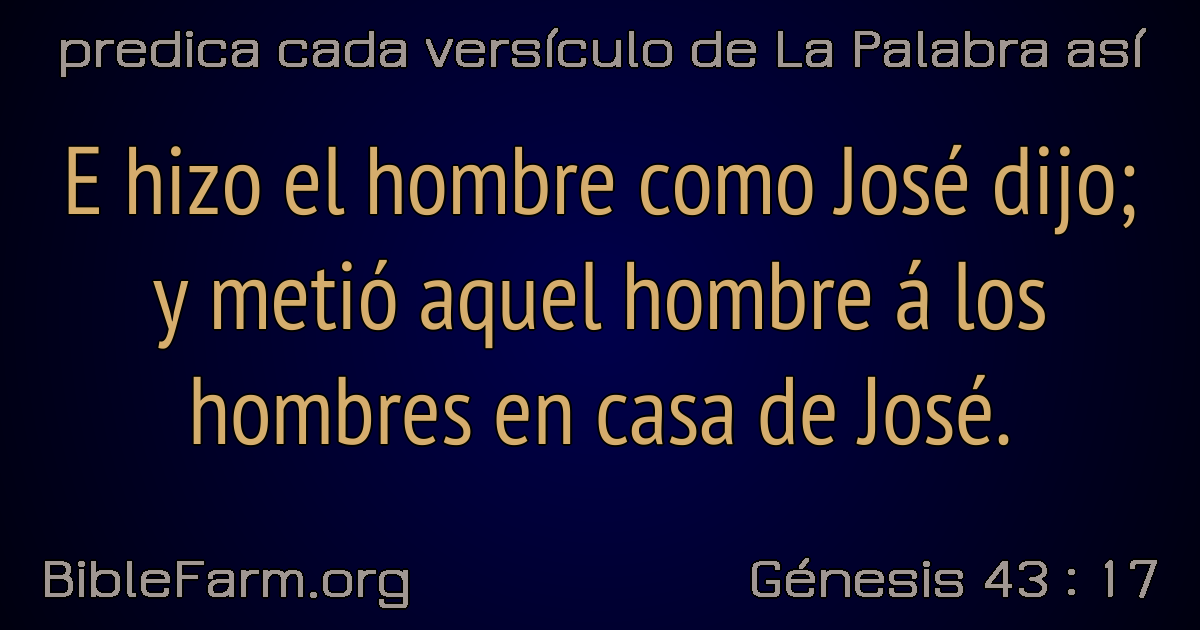 predica cada versículo de La Palabra así
E hizo el hombre como José dijo;
y metió aquel hombre á los
hombres en casa de José.
BibleFarm.org
Génesis 43 : 17